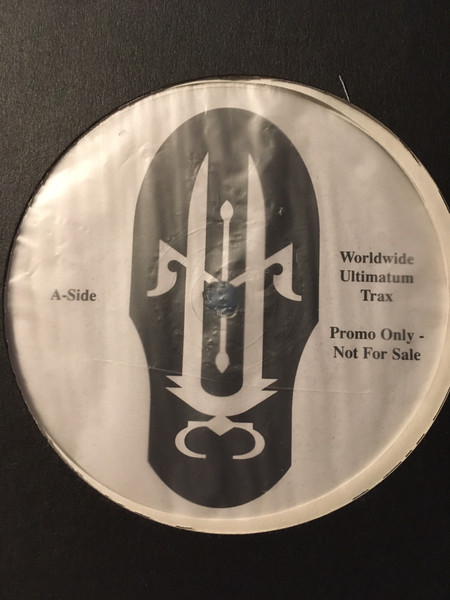 A-Side
Worldwide
Ultimatum
Trax
Promo Only -
Not For Sale